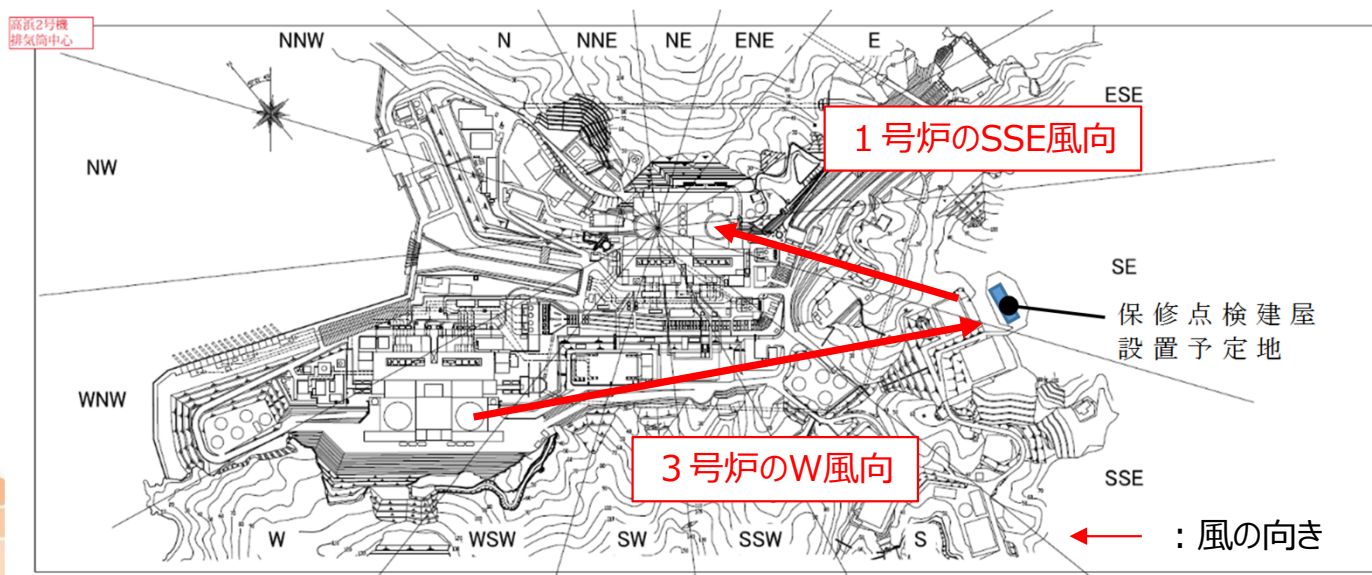 高浜2号機
排気筒中心
NNW
N
NNE
NE
ENE
E
ESE
１号炉のSSE風向
NW
SE
保修点検建屋
設置予定地
WNW
３号炉のW風向
SSE
W
WSW
SW
SSW
S
：風の向き